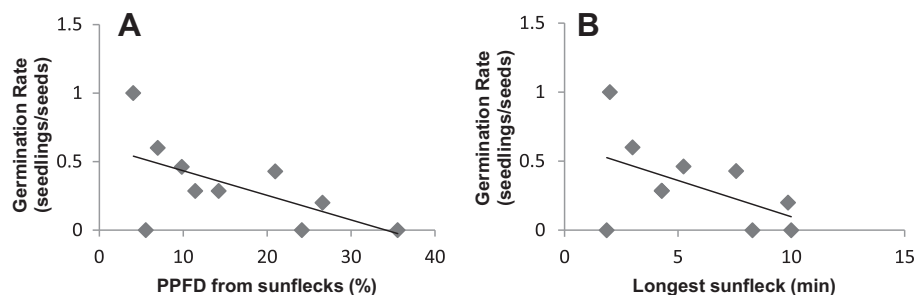 A
Germination Rate
(seedlings/seeds)
1.5
1
0.5
0
0 10 20 30 40
PPFD from sunflecks (%)
B
Germination Rate
(seedlings/seeds)
1.5
1
0.5
0
0 5 10 15
Longest sunfleck (min)